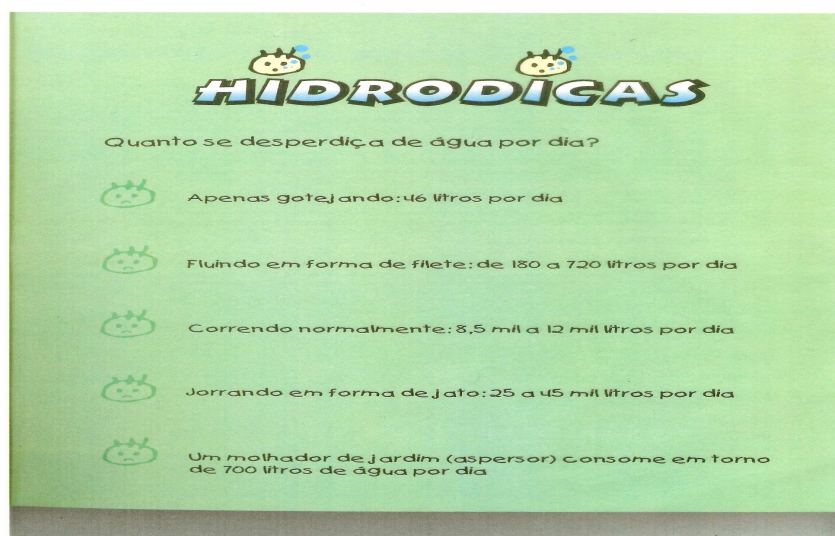 HIDRODICAS
Quanto se desperdiça de água por dia?
Apenas gotejando: 46 litros por dia
Fluindo em forma de filete: de 180 a 720 litros por dia
Correndo normalmente: 8,5 mil a 12 mil litros por dia
Jorrando em forma de jato: 25 a 45 mil litros por dia
Um molhador de jardim (aspersor) consome em torno
de 700 litros de água por dia